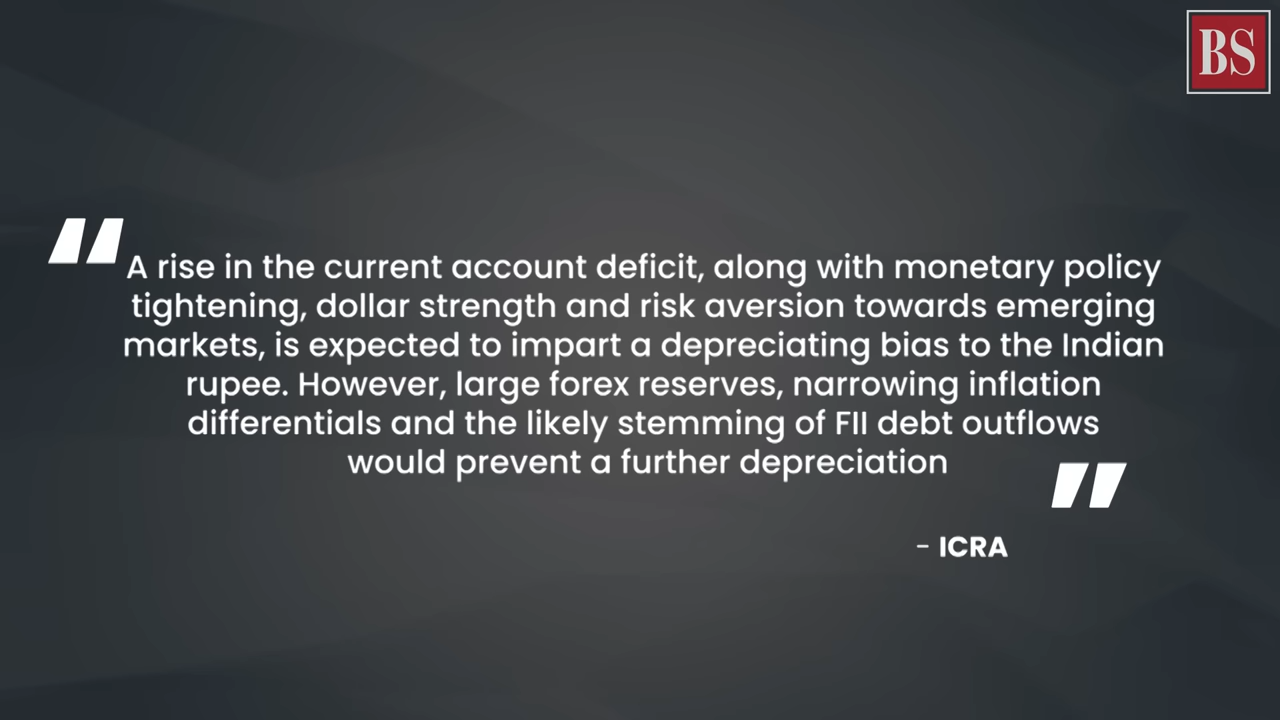 BS
“ A rise in the current account deficit, along with monetary policy
tightening, dollar strength and risk aversion towards emerging
markets, is expected to impart a depreciating bias to the Indian
rupee. However, large forex reserves, narrowing inflation
differentials and the likely stemming of FII debt outflows
would prevent a further depreciation ”
- ICRA